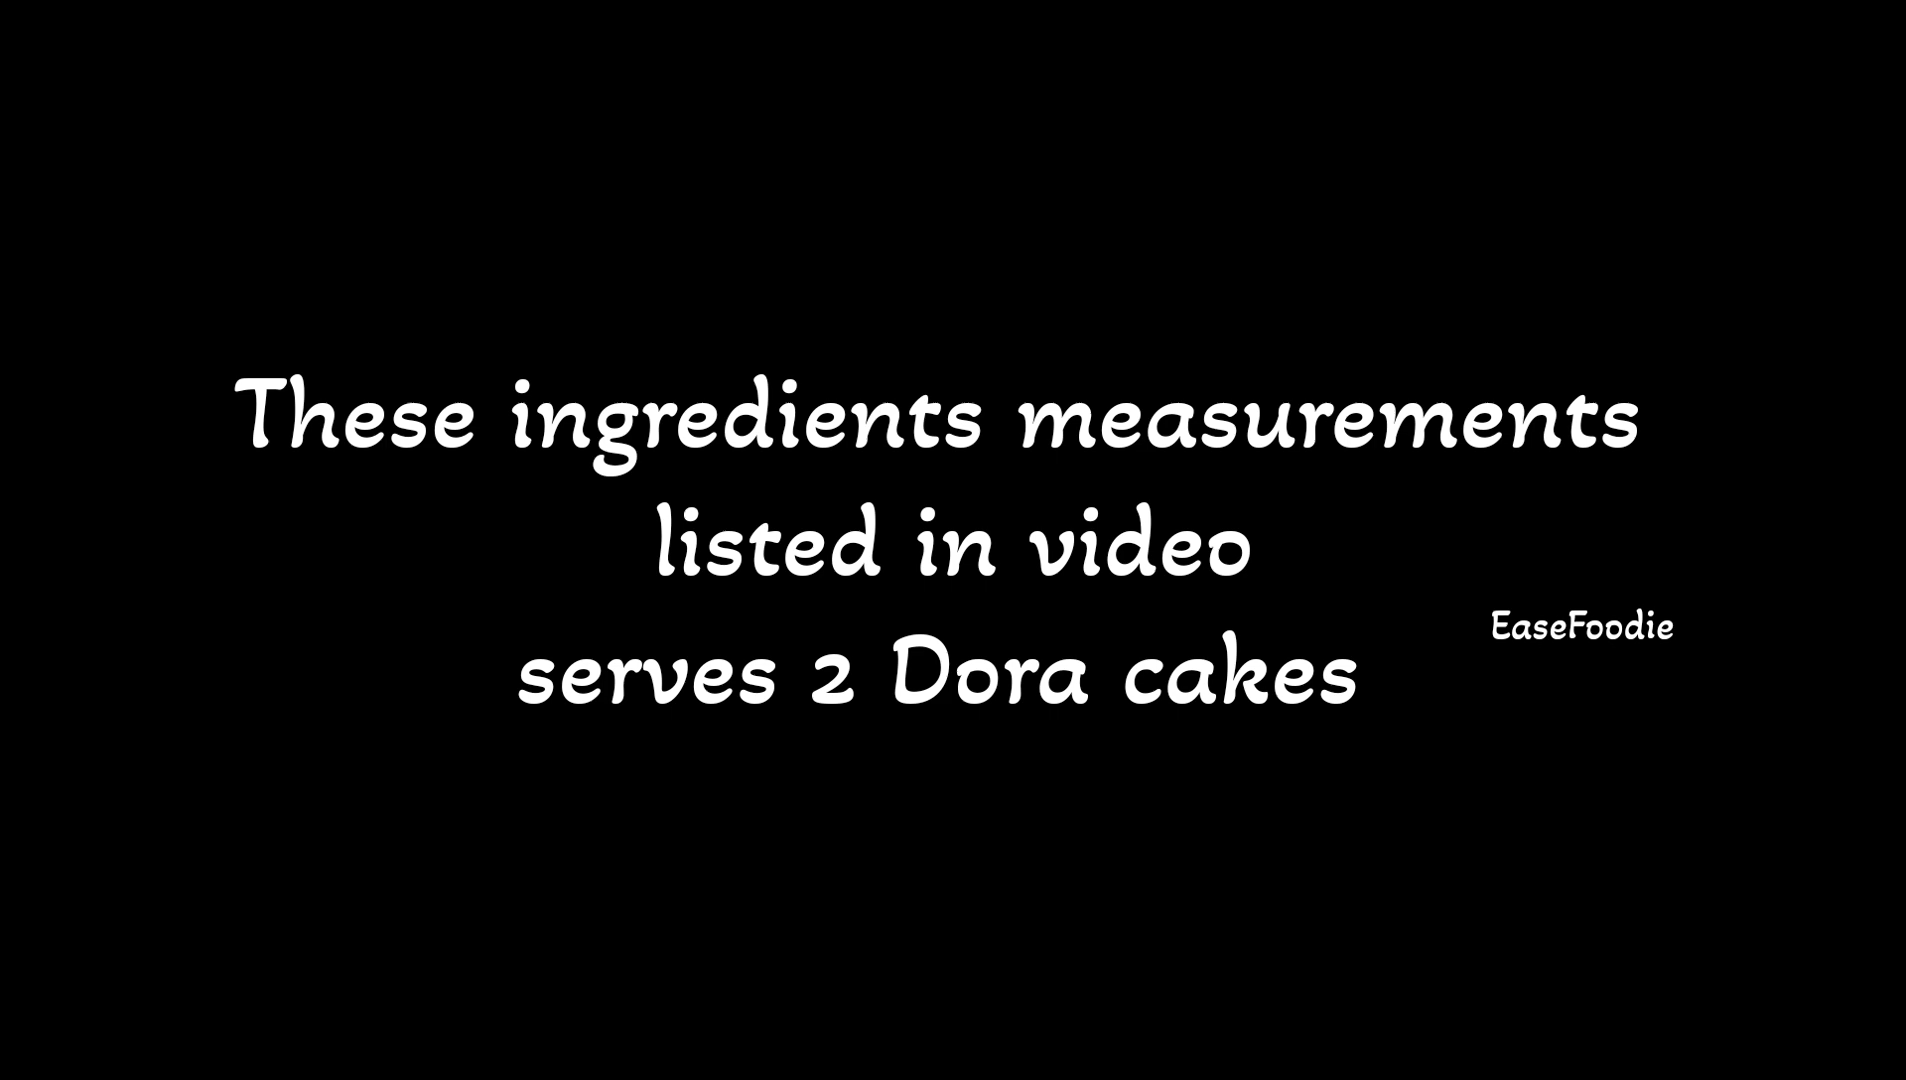 These ingredients measurements
listed in video
EaseFoodie
serves 2 Dora cakes